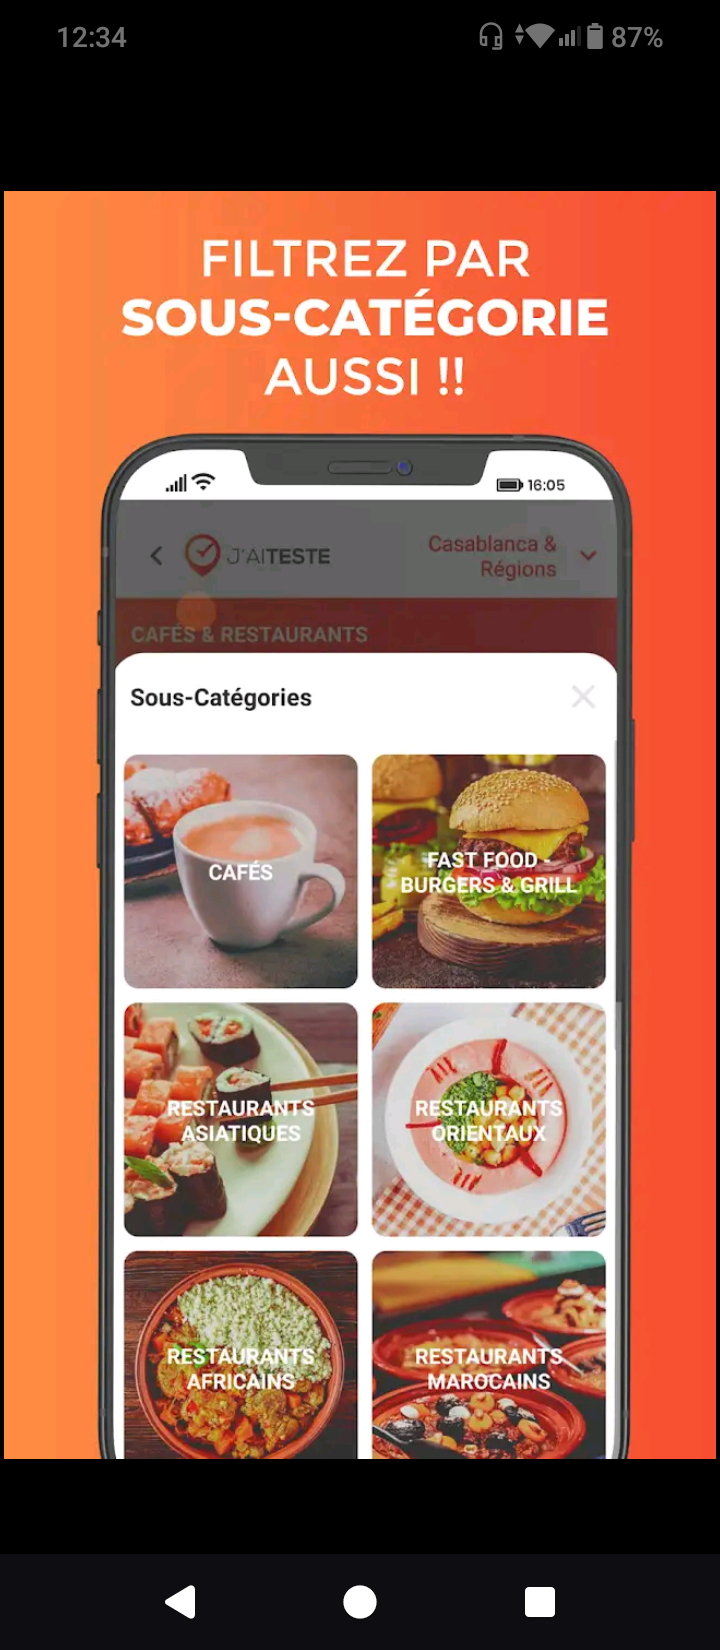 12:34
87%
FILTREZ PAR
SOUS-CATÉGORIE
AUSSI !!
16:05
J'AITESTE
Casablanca &
Régions
CAFÉS & RESTAURANTS
Sous-Catégories
CAFÉS
FAST FOOD -
BURGERS & GRILL
RESTAURANTS
ASIATIQUES
RESTAURANTS
ORIENTAUX
RESTAURANTS
AFRICAINS
RESTAURANTS
MAROCAINS